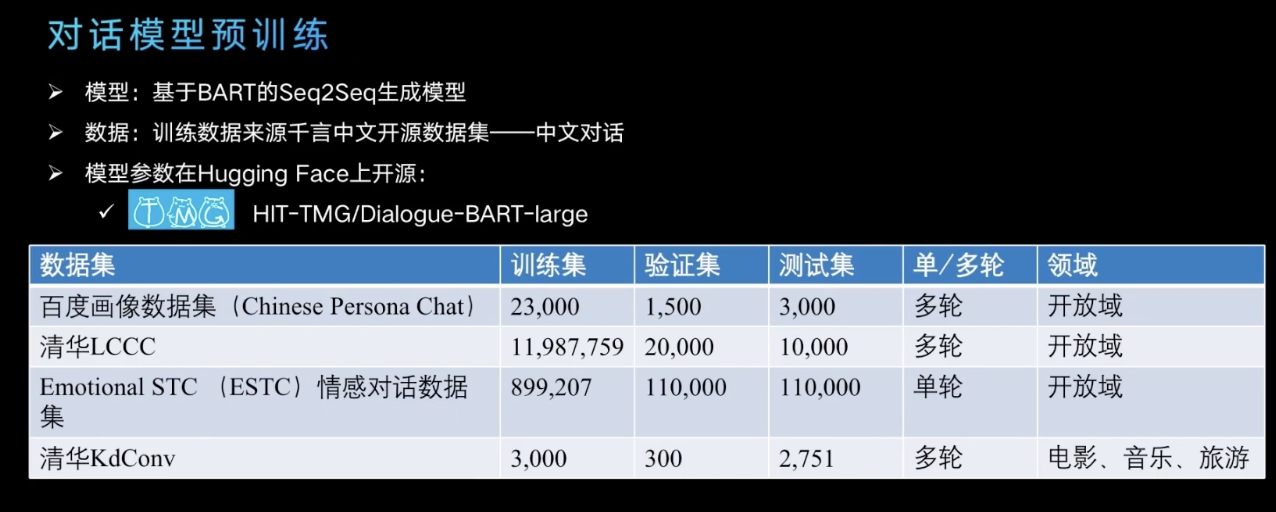 对话模型预训练
➢ 模型：基于BART的Seq2Seq生成模型
➢ 数据：训练数据来源千言中文开源数据集——中文对话
➢ 模型参数在Hugging Face上开源：
✓ TMG HIT-TMG/Dialogue-BART-large
数据集 训练集 验证集 测试集 单/多轮 领域
百度画像数据集（Chinese Persona Chat） 23,000 1,500 3,000 多轮 开放域
清华LCCC 11,987,759 20,000 10,000 多轮 开放域
Emotional STC （ESTC）情感对话数据 899,207 110,000 110,000 单轮 开放域
集
清华KdConv 3,000 300 2,751 多轮 电影、音乐、旅游